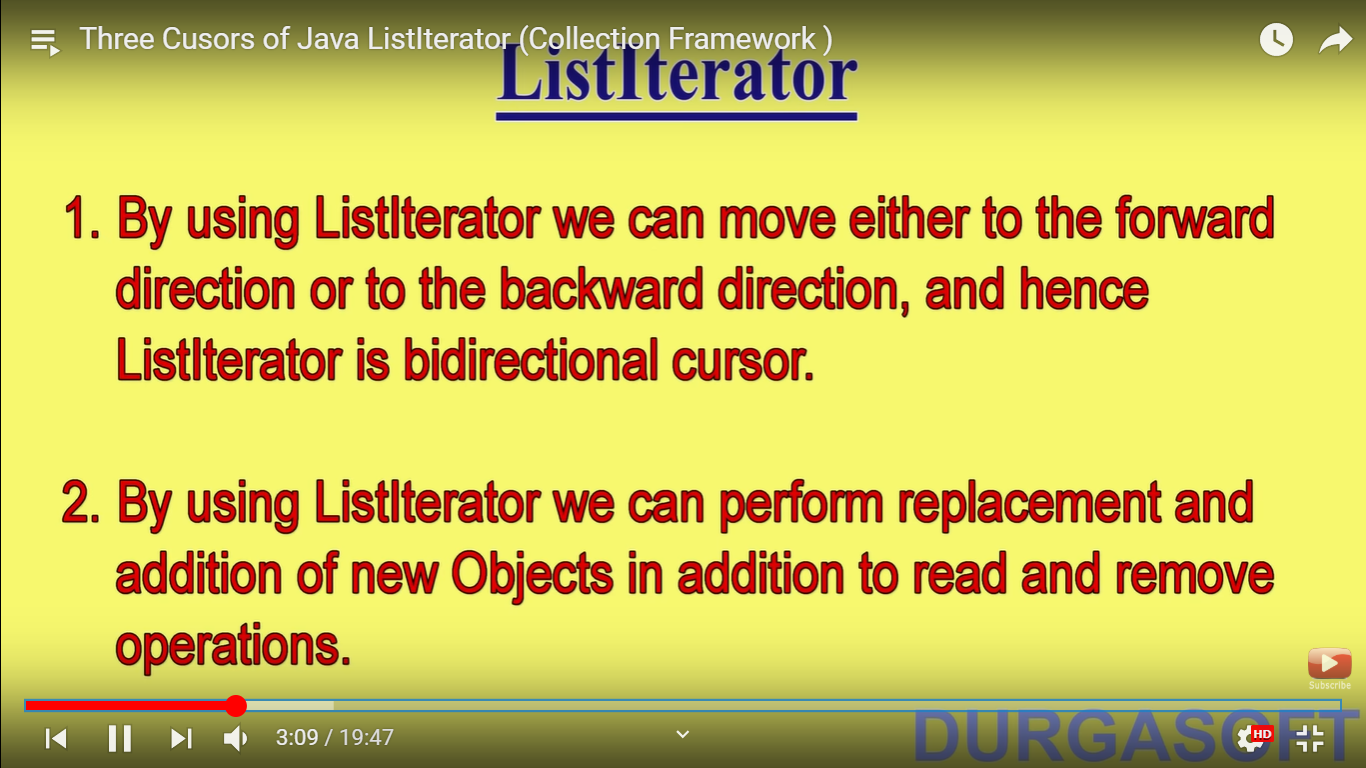 Three Cusors of Java ListIterator (Collection Framework )
ListIterator
1. By using ListIterator we can move either to the forward
direction or to the backward direction, and hence
ListIterator is bidirectional cursor.
2. By using ListIterator we can perform replacement and
addition of new Objects in addition to read and remove
operations.
Subscribe
3:09 / 19:47
HD
DURGASOFT